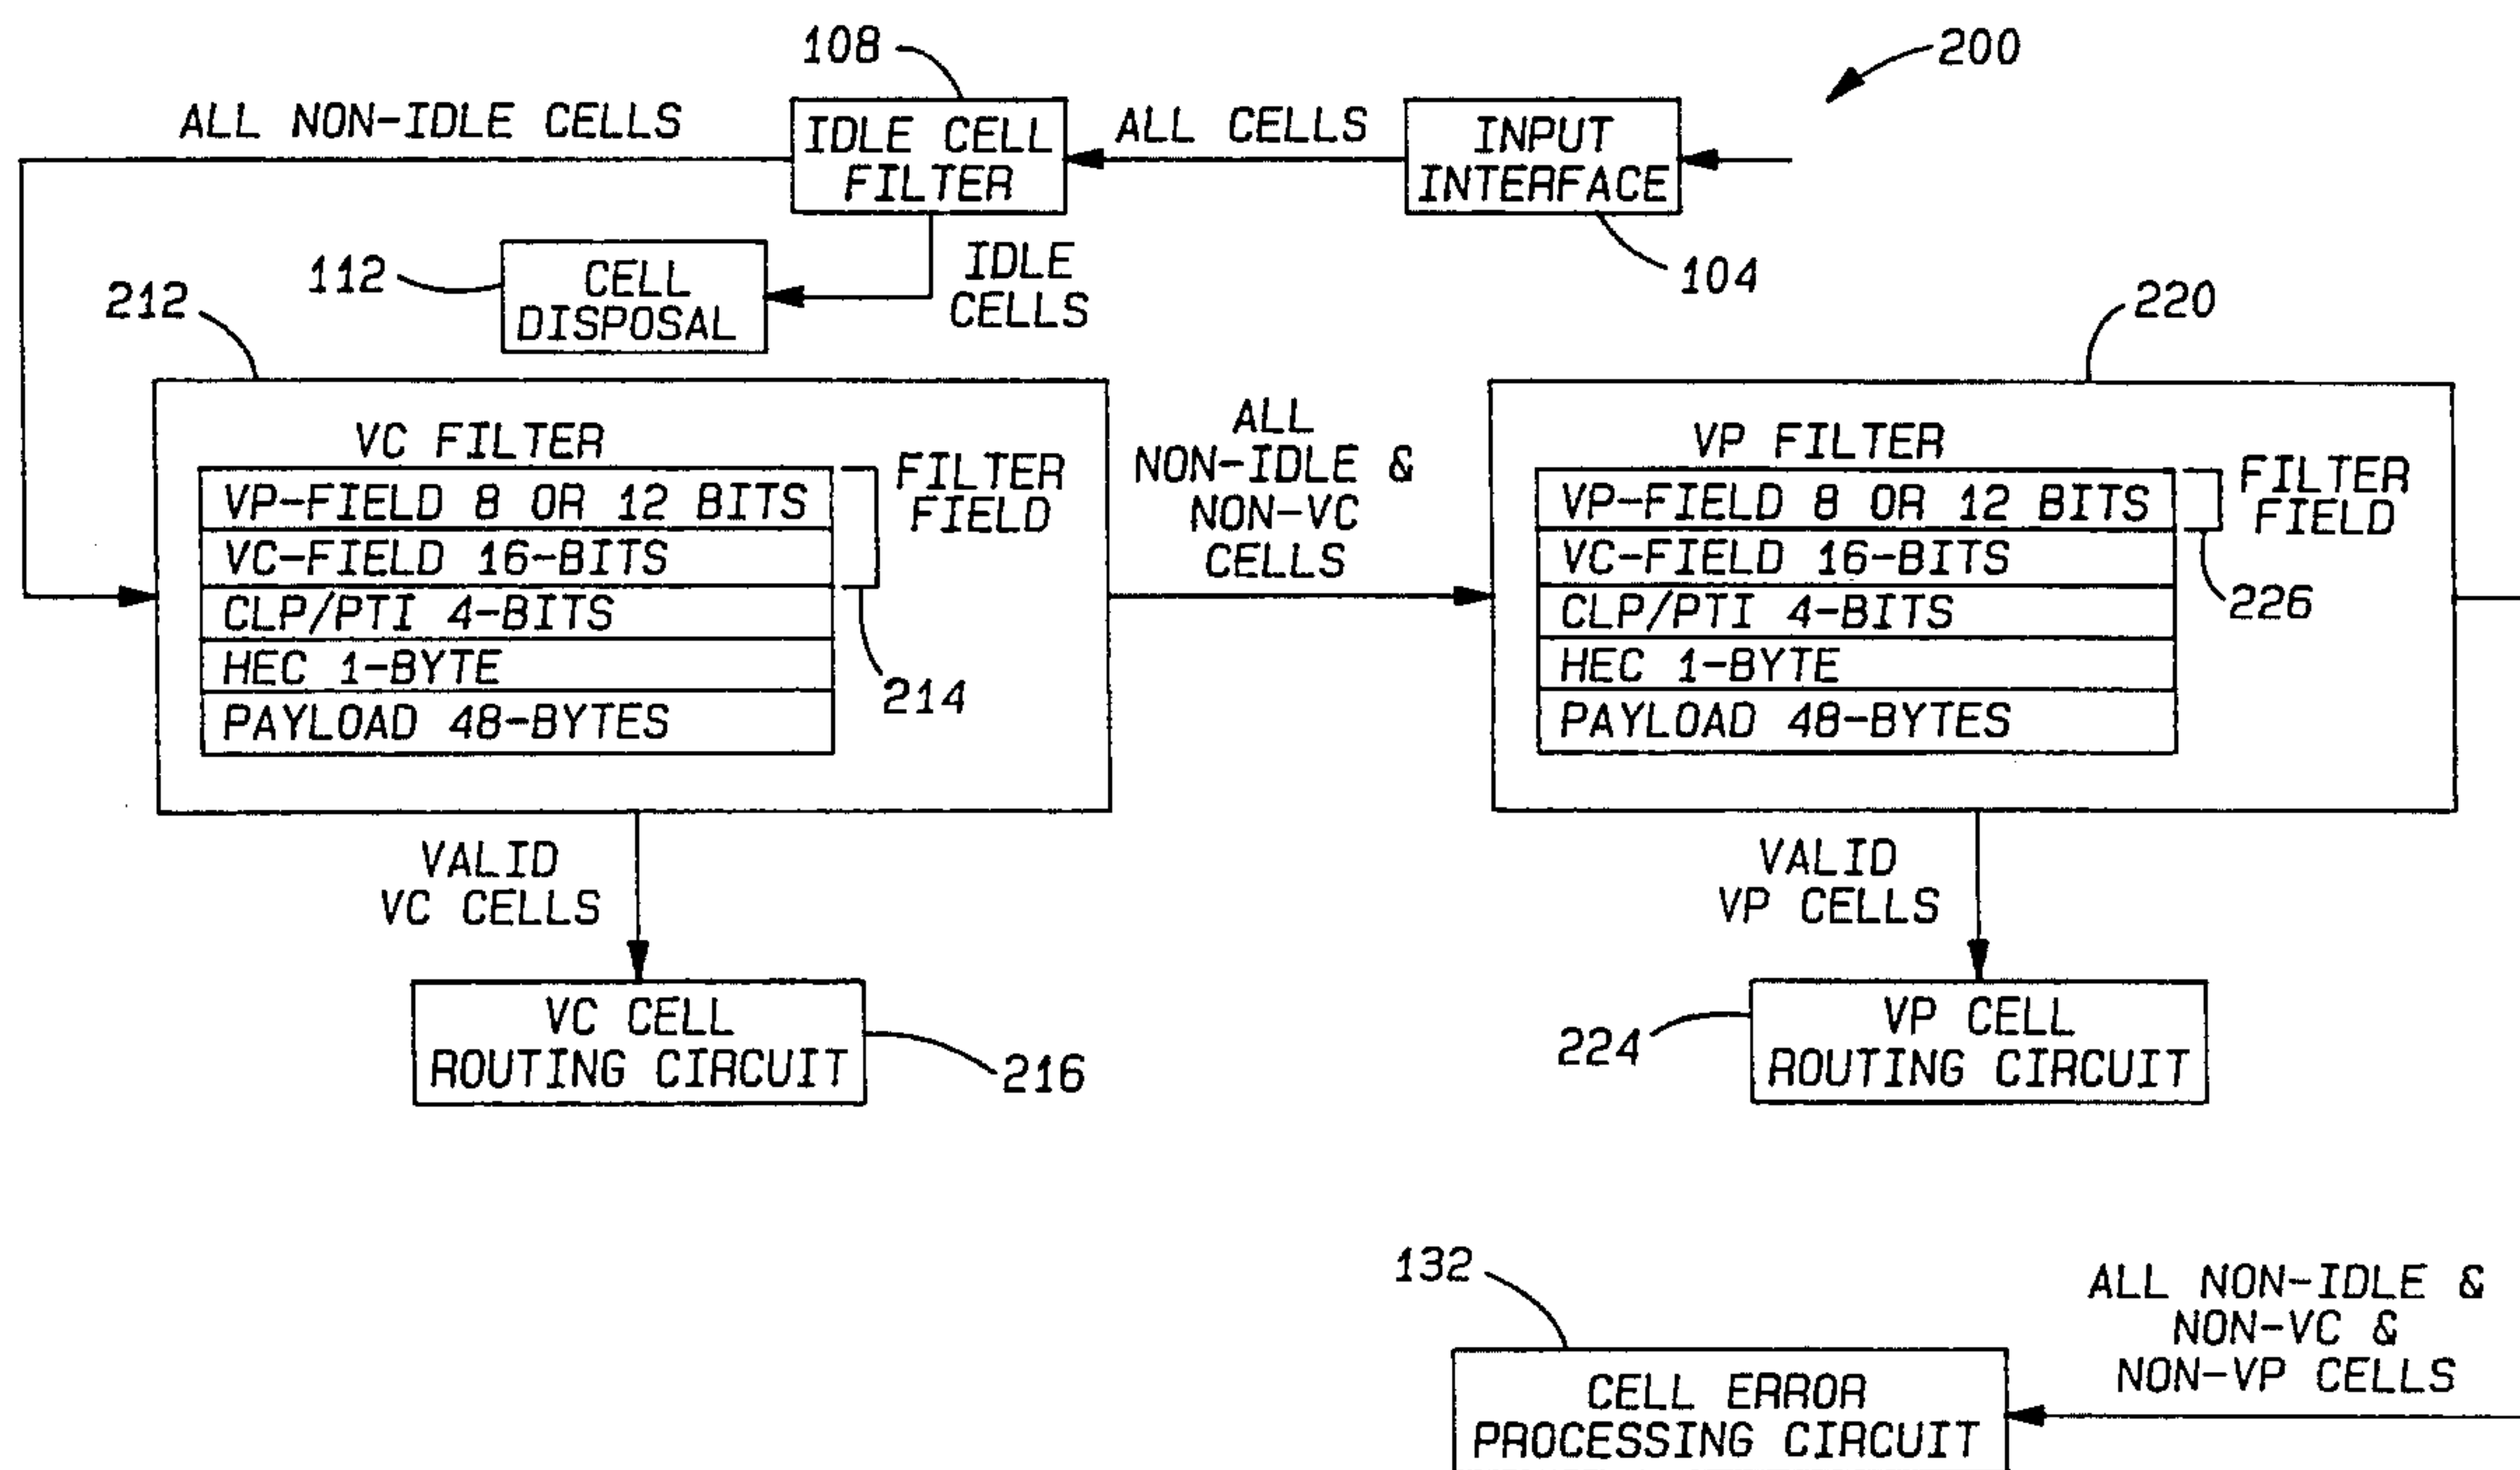 108
200
ALL NON-IDLE CELLS
IDLE CELL
FILTER
ALL CELLS
INPUT
INTERFACE
104
112
CELL
DISPOSAL
IDLE
CELLS
212
220
VC FILTER
VP-FIELD 8 OR 12 BITS
VC-FIELD 16-BITS
CLP/PTI 4-BITS
HEC 1-BYTE
PAYLOAD 48-BYTES
FILTER
FIELD
214
ALL
NON-IDLE &
NON-VC
CELLS
VP FILTER
VP-FIELD 8 OR 12 BITS
VC-FIELD 16-BITS
CLP/PTI 4-BITS
HEC 1-BYTE
PAYLOAD 48-BYTES
FILTER
FIELD
226
VALID
VC CELLS
VALID
VP CELLS
VC CELL
ROUTING CIRCUIT
216
224
VP CELL
ROUTING CIRCUIT
132
ALL NON-IDLE &
NON-VC &
NON-VP CELLS
CELL ERROR
PROCESSING CIRCUIT